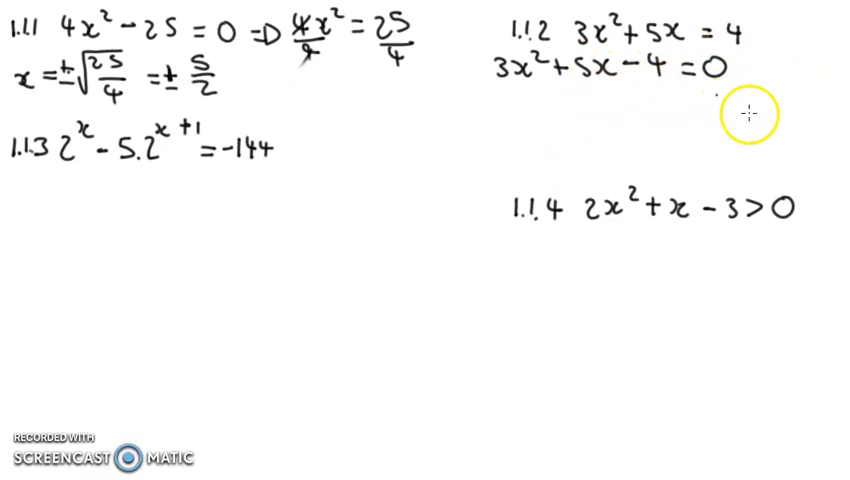 1.1.1 4x² - 25 = 0 ⇒ 4x²/4 = 25/4
x = ±√(25/4) = ± 5/2
1.1.3 2^x - 5.2^(x+1) = -144
1.1.2 3x² + 5x = 4
3x² + 5x - 4 = 0
1.1.4 2x² + x - 3 > 0
RECORDED WITH
SCREENCAST MATIC